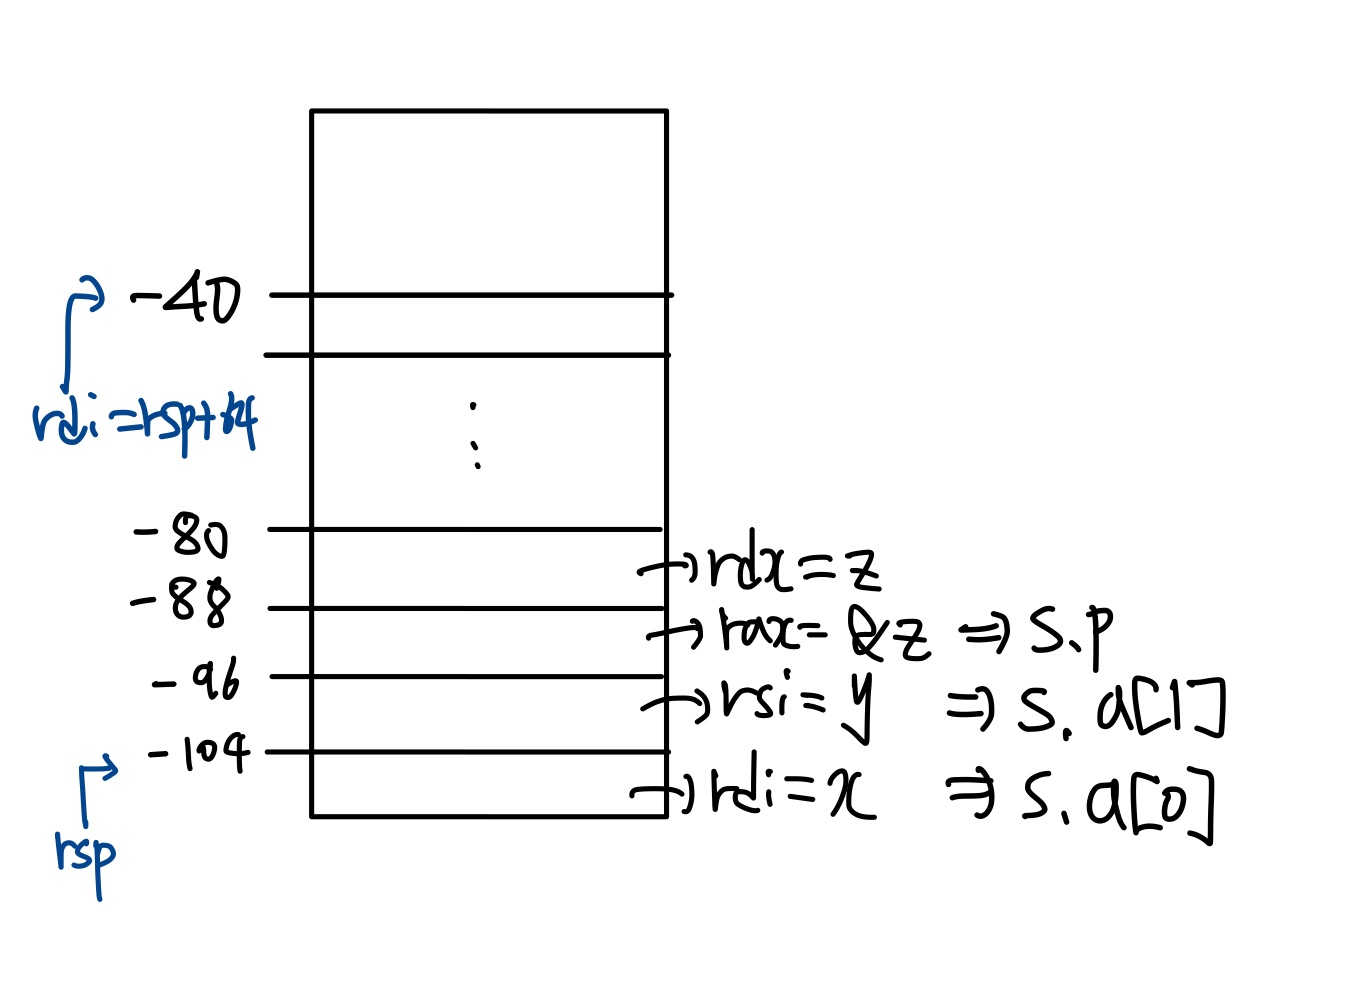 -40
rdi=rsp+64
-80
rdx=z
-88
rax=&z ⇒ s.p
-96
rsi=y ⇒ s.a[1]
-104
rdi=x ⇒ s.a[0]
rsp